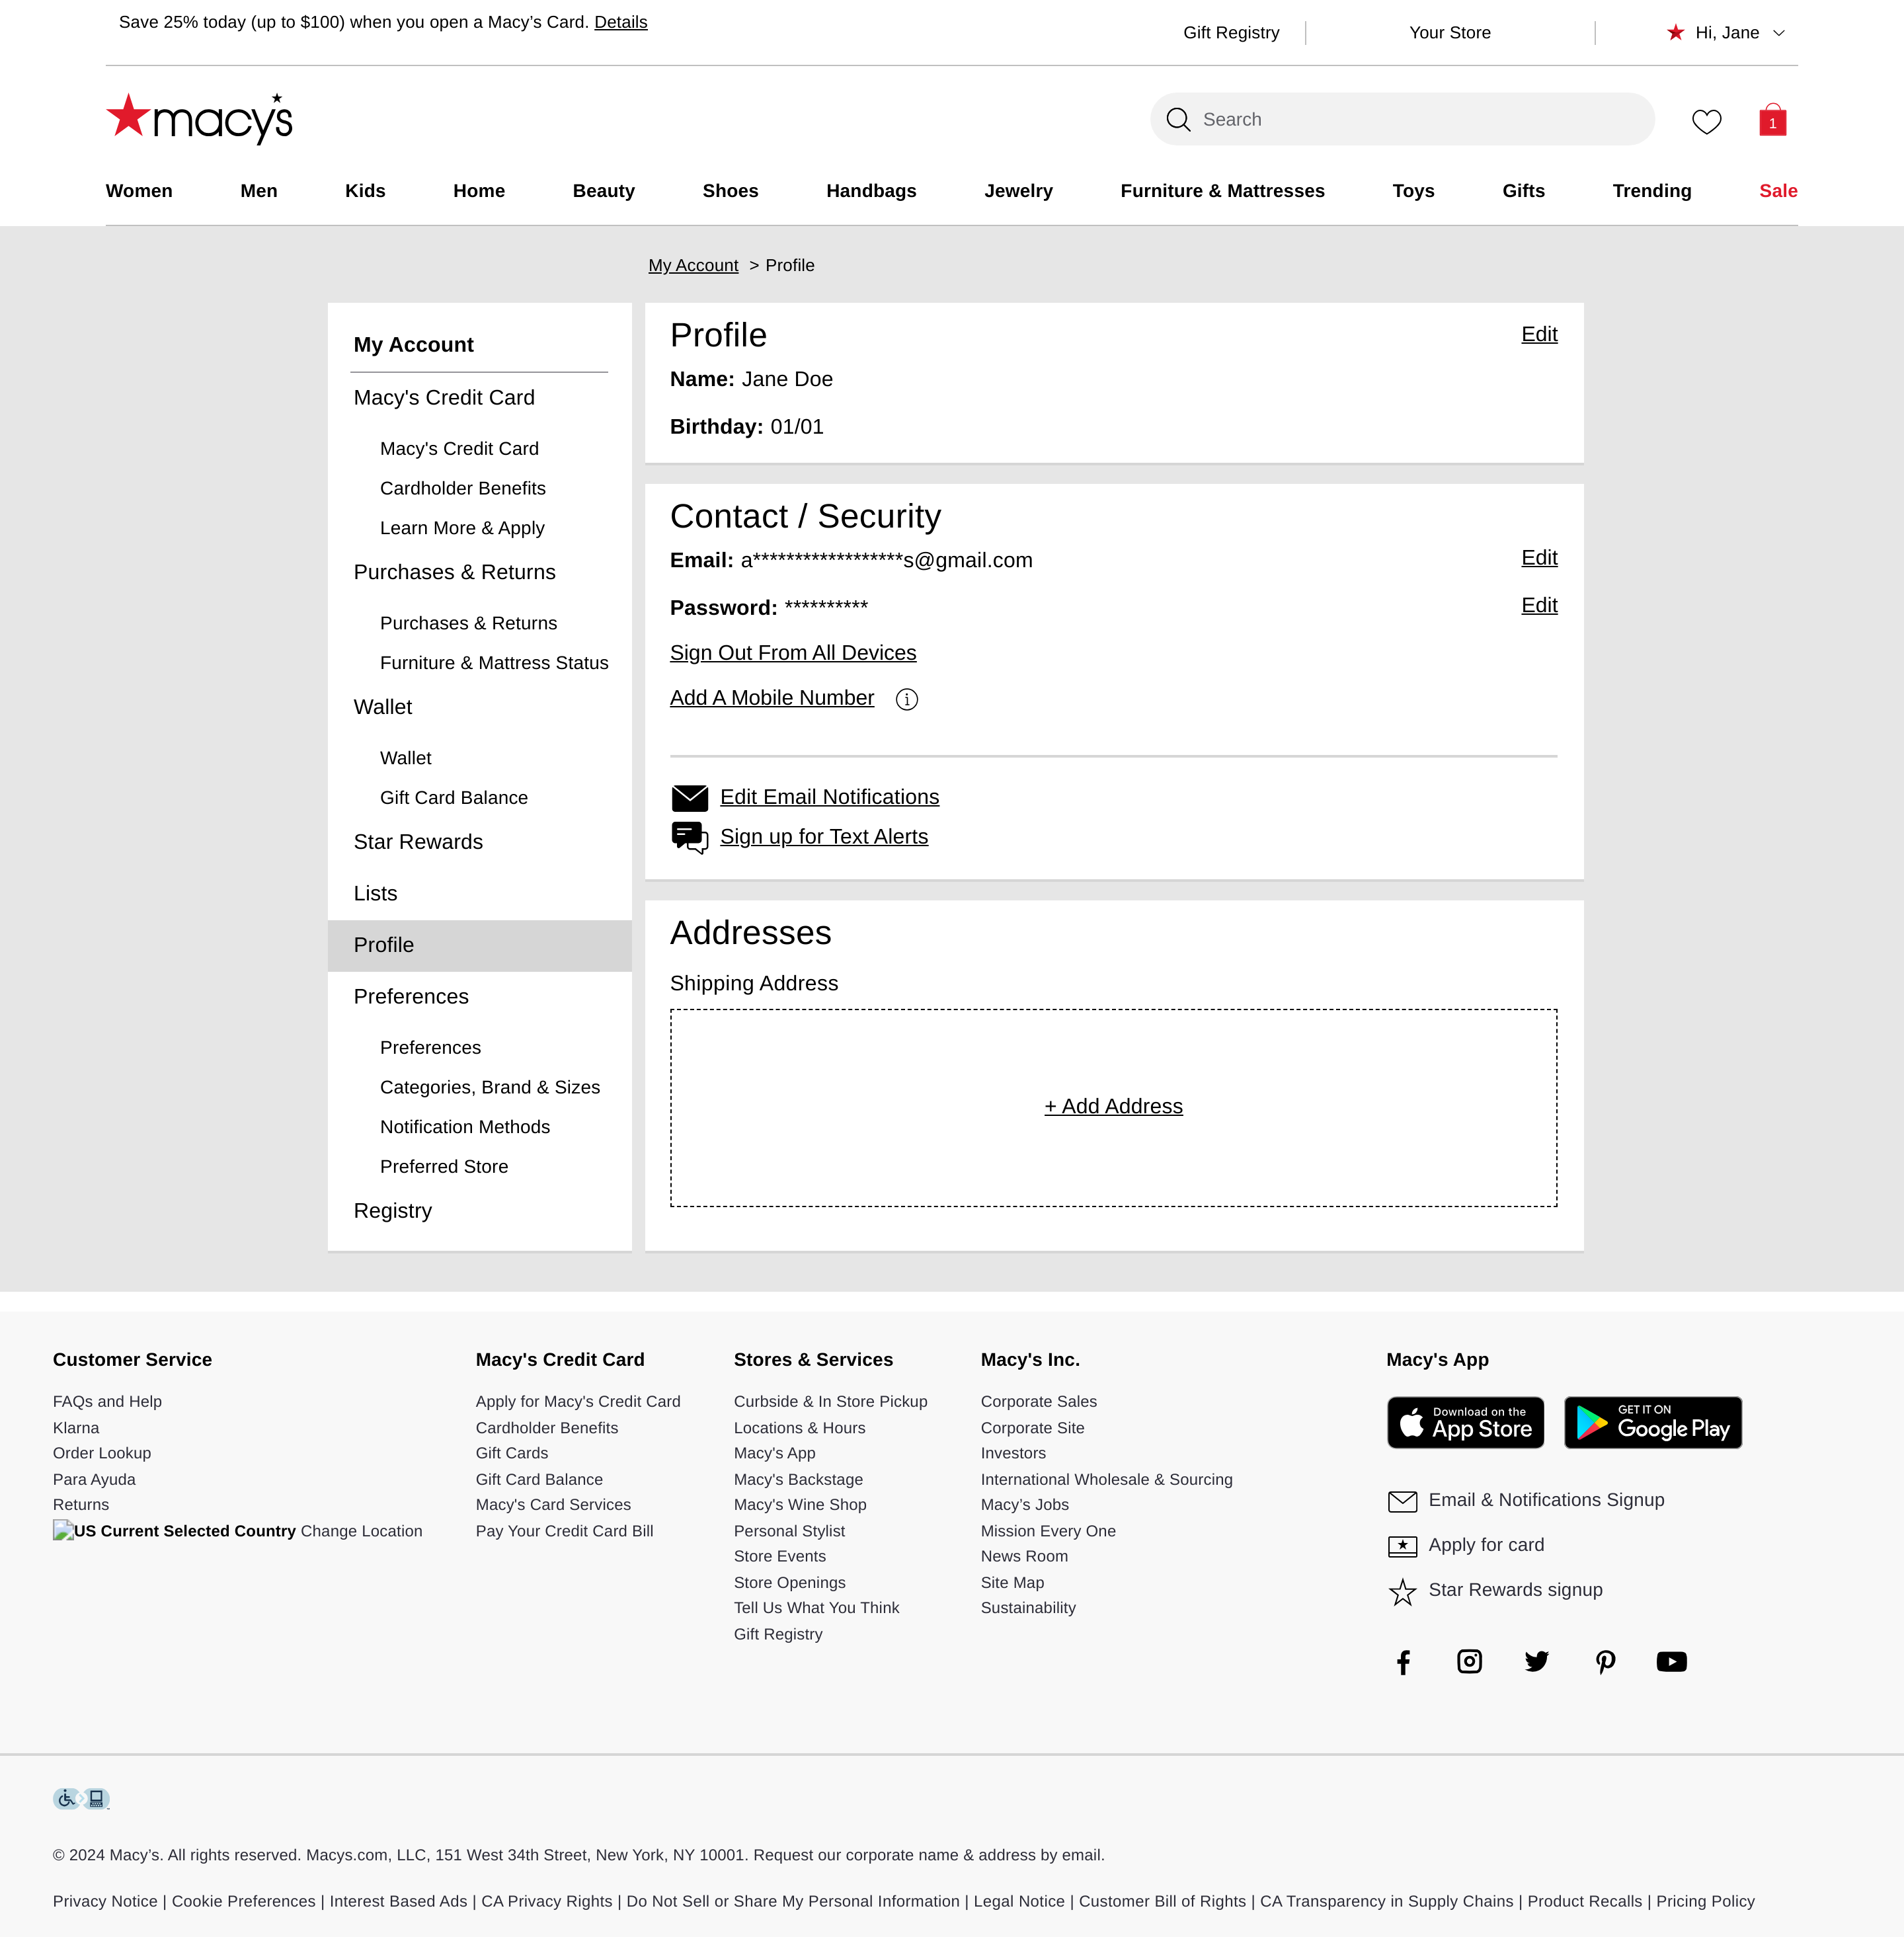 Save 25% today (up to $100) when you open a Macy’s Card. Details
Gift Registry
Your Store
Hi, Jane
macy's
Search
1
Women
Men
Kids
Home
Beauty
Shoes
Handbags
Jewelry
Furniture & Mattresses
Toys
Gifts
Trending
Sale
My Account > Profile
My Account
Macy's Credit Card
Macy's Credit Card
Cardholder Benefits
Learn More & Apply
Purchases & Returns
Purchases & Returns
Furniture & Mattress Status
Wallet
Wallet
Gift Card Balance
Star Rewards
Lists
Profile
Preferences
Preferences
Categories, Brand & Sizes
Notification Methods
Preferred Store
Registry
Profile
Edit
Name: Jane Doe
Birthday: 01/01
Contact / Security
Email: a******************s@gmail.com
Edit
Password: **********
Edit
Sign Out From All Devices
Add A Mobile Number
Edit Email Notifications
Sign up for Text Alerts
Addresses
Shipping Address
+ Add Address
Customer Service
FAQs and Help
Klarna
Order Lookup
Para Ayuda
Returns
US Current Selected Country Change Location
Macy's Credit Card
Apply for Macy's Credit Card
Cardholder Benefits
Gift Cards
Gift Card Balance
Macy's Card Services
Pay Your Credit Card Bill
Stores & Services
Curbside & In Store Pickup
Locations & Hours
Macy's App
Macy's Backstage
Macy's Wine Shop
Personal Stylist
Store Events
Store Openings
Tell Us What You Think
Gift Registry
Macy's Inc.
Corporate Sales
Corporate Site
Investors
International Wholesale & Sourcing
Macy’s Jobs
Mission Every One
News Room
Site Map
Sustainability
Macy's App
Download on the
App Store
GET IT ON
Google Play
Email & Notifications Signup
Apply for card
Star Rewards signup
© 2024 Macy’s. All rights reserved. Macys.com, LLC, 151 West 34th Street, New York, NY 10001. Request our corporate name & address by email.
Privacy Notice | Cookie Preferences | Interest Based Ads | CA Privacy Rights | Do Not Sell or Share My Personal Information | Legal Notice | Customer Bill of Rights | CA Transparency in Supply Chains | Product Recalls | Pricing Policy